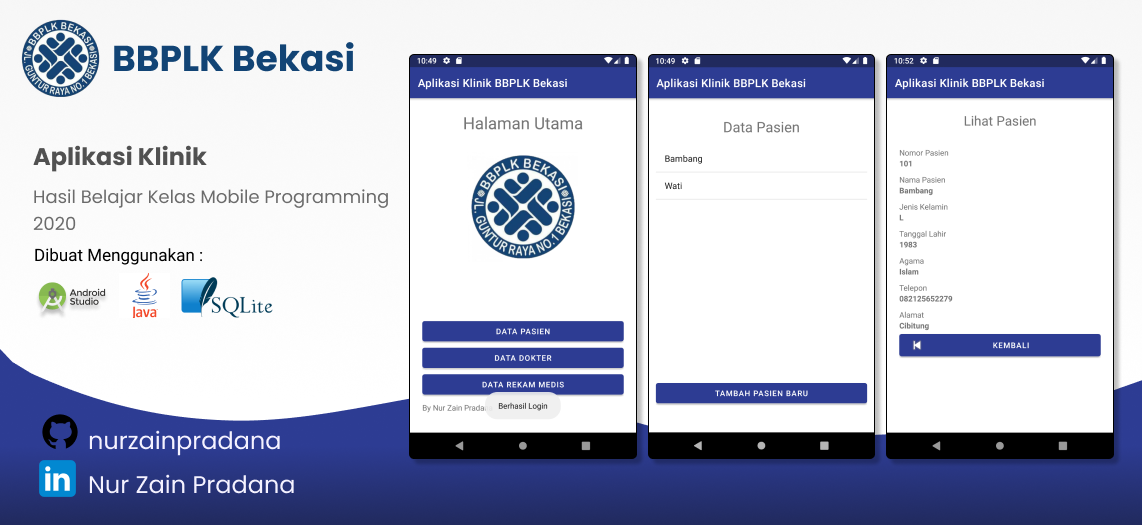 BBPLK BEKASI
JL. GUNTUR RAYA NO.1 BEKASI
BBPLK Bekasi
Aplikasi Klinik
Hasil Belajar Kelas Mobile Programming
2020
Dibuat Menggunakan :
Android
Studio
Java
SQLite
nurzainpradana
in
Nur Zain Pradana
10:49
Aplikasi Klinik BBPLK Bekasi
Halaman Utama
BBPLK BEKASI
JL. GUNTUR RAYA NO.1 BEKASI
DATA PASIEN
DATA DOKTER
DATA REKAM MEDIS
By Nur Zain Prada
Berhasil Login
10:49
Aplikasi Klinik BBPLK Bekasi
Data Pasien
Bambang
Wati
TAMBAH PASIEN BARU
10:52
Aplikasi Klinik BBPLK Bekasi
Lihat Pasien
Nomor Pasien
101
Nama Pasien
Bambang
Jenis Kelamin
L
Tanggal Lahir
1983
Agama
Islam
Telepon
082125652279
Alamat
Cibitung
KEMBALI